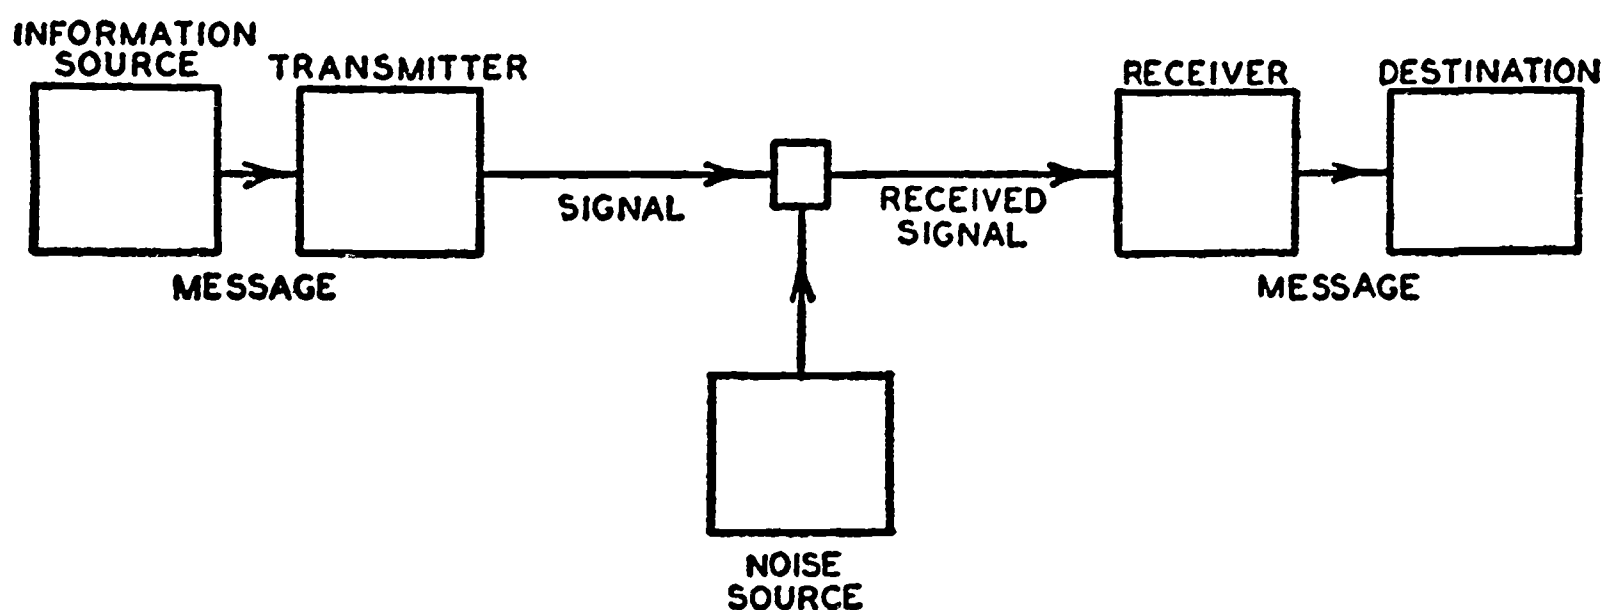 INFORMATION
SOURCE
TRANSMITTER
RECEIVER
DESTINATION
SIGNAL
RECEIVED
SIGNAL
MESSAGE
MESSAGE
NOISE
SOURCE